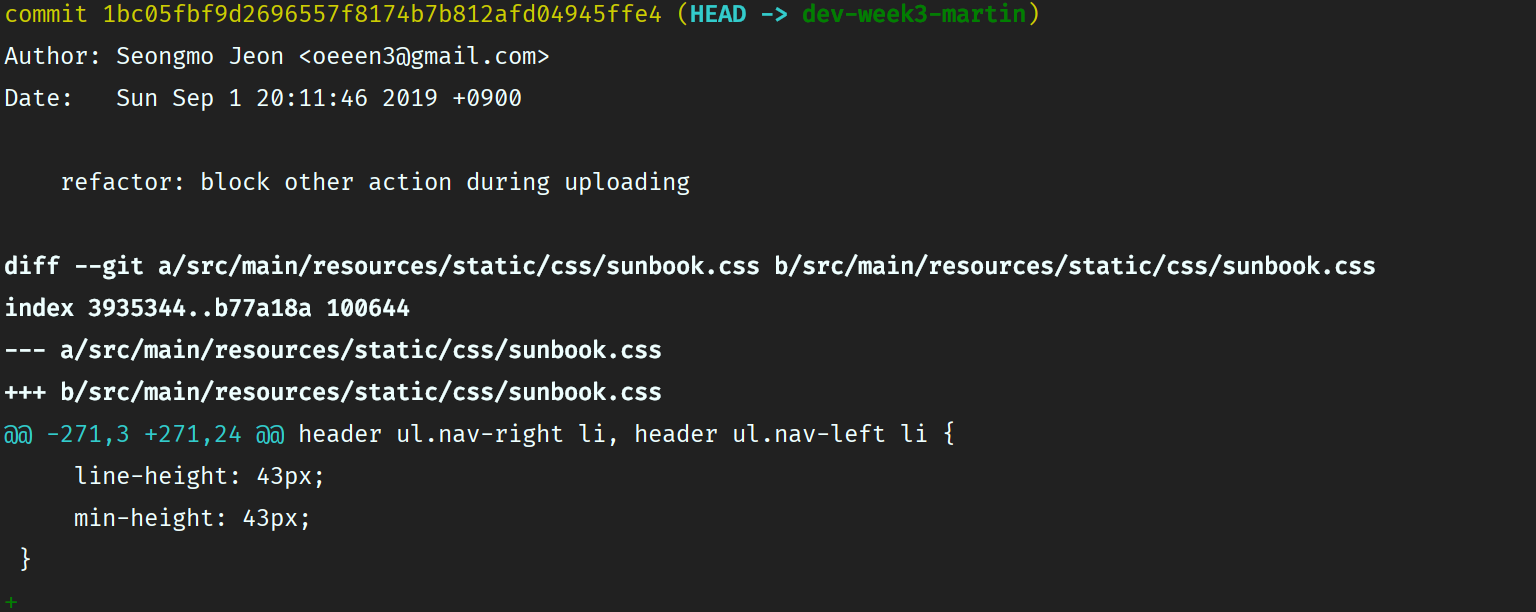 commit 1bc05fbf9d2696557f8174b7b812afd04945ffe4 (HEAD -> dev-week3-martin)
Author: Seongmo Jeon <oeeen3@gmail.com>
Date:   Sun Sep 1 20:11:46 2019 +0900
    refactor: block other action during uploading
diff --git a/src/main/resources/static/css/sunbook.css b/src/main/resources/static/css/sunbook.css
index 3935344..b77a18a 100644
--- a/src/main/resources/static/css/sunbook.css
+++ b/src/main/resources/static/css/sunbook.css
@@ -271,3 +271,24 @@ header ul.nav-right li, header ul.nav-left li {
     line-height: 43px;
     min-height: 43px;
 }
+